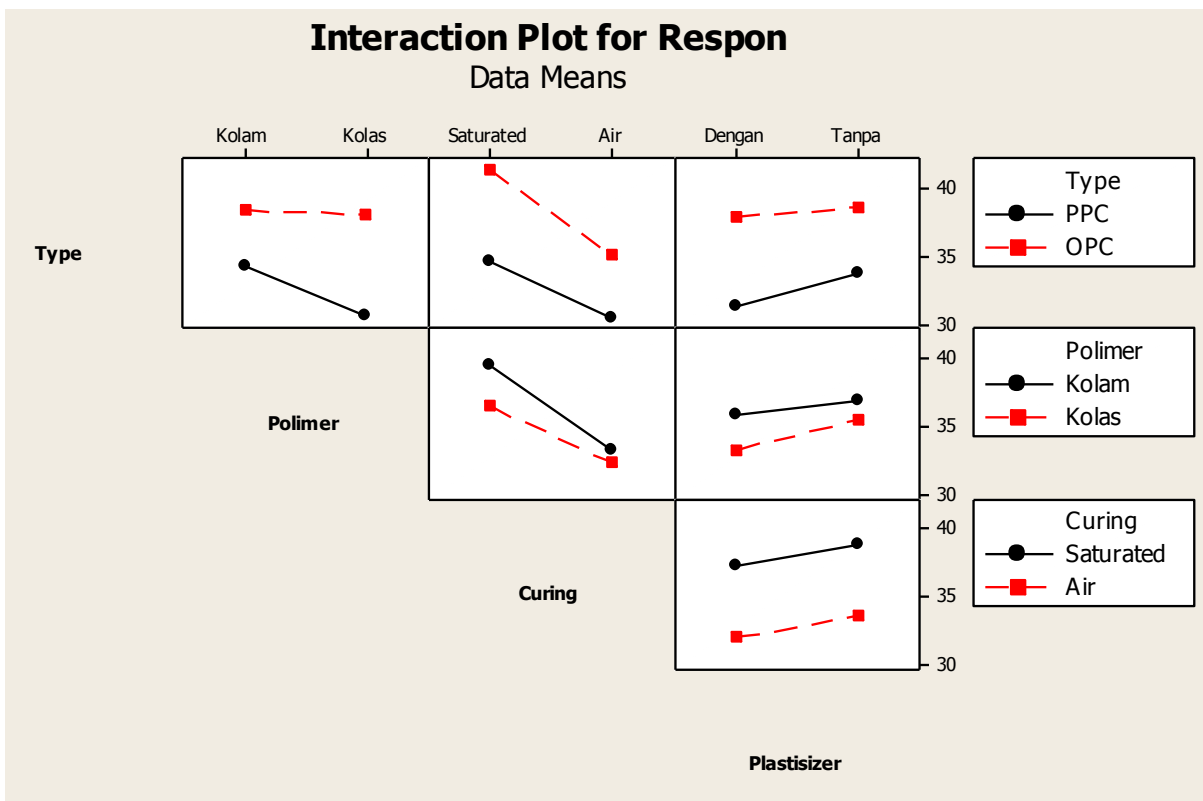 Interaction Plot for Respon
Data Means
Kolam Kolas Saturated Air Dengan Tanpa
Type
40
35
30
Type
PPC
OPC
Polimer
40
35
30
Polimer
Kolam
Kolas
Curing
40
35
30
Curing
Saturated
Air
Plastisizer